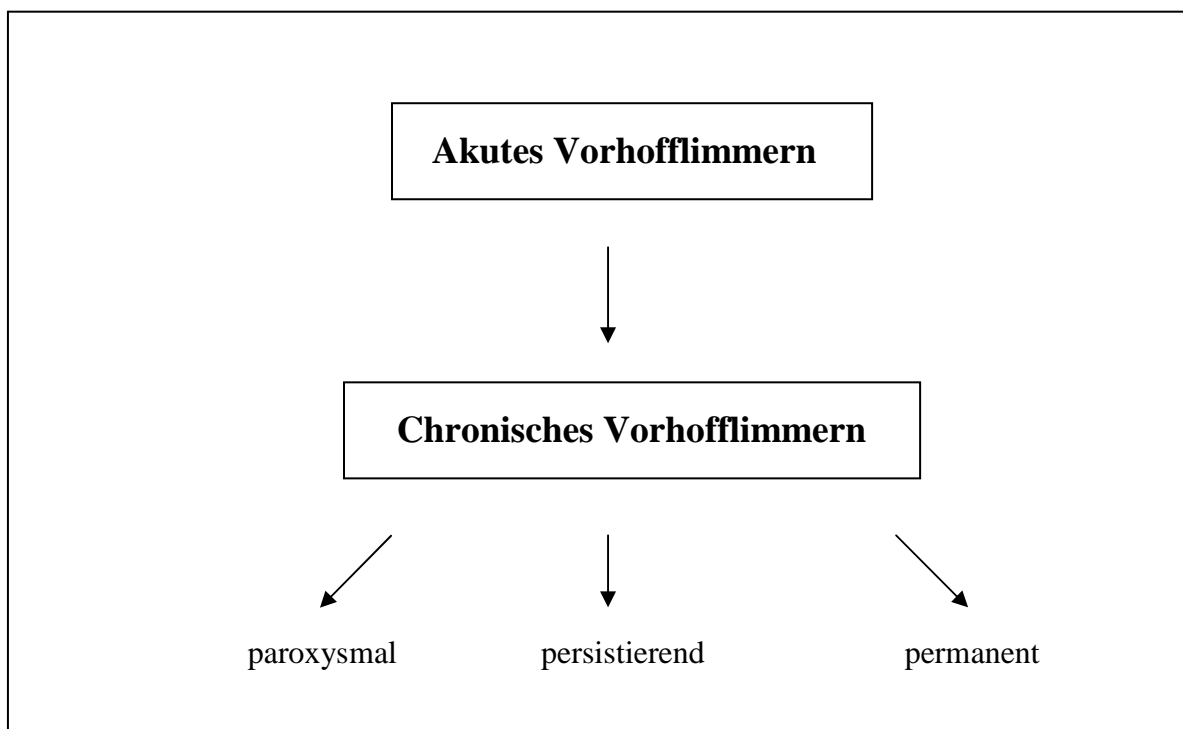 Akutes Vorhofflimmern
Chronisches Vorhofflimmern
paroxysmal persistierend permanent